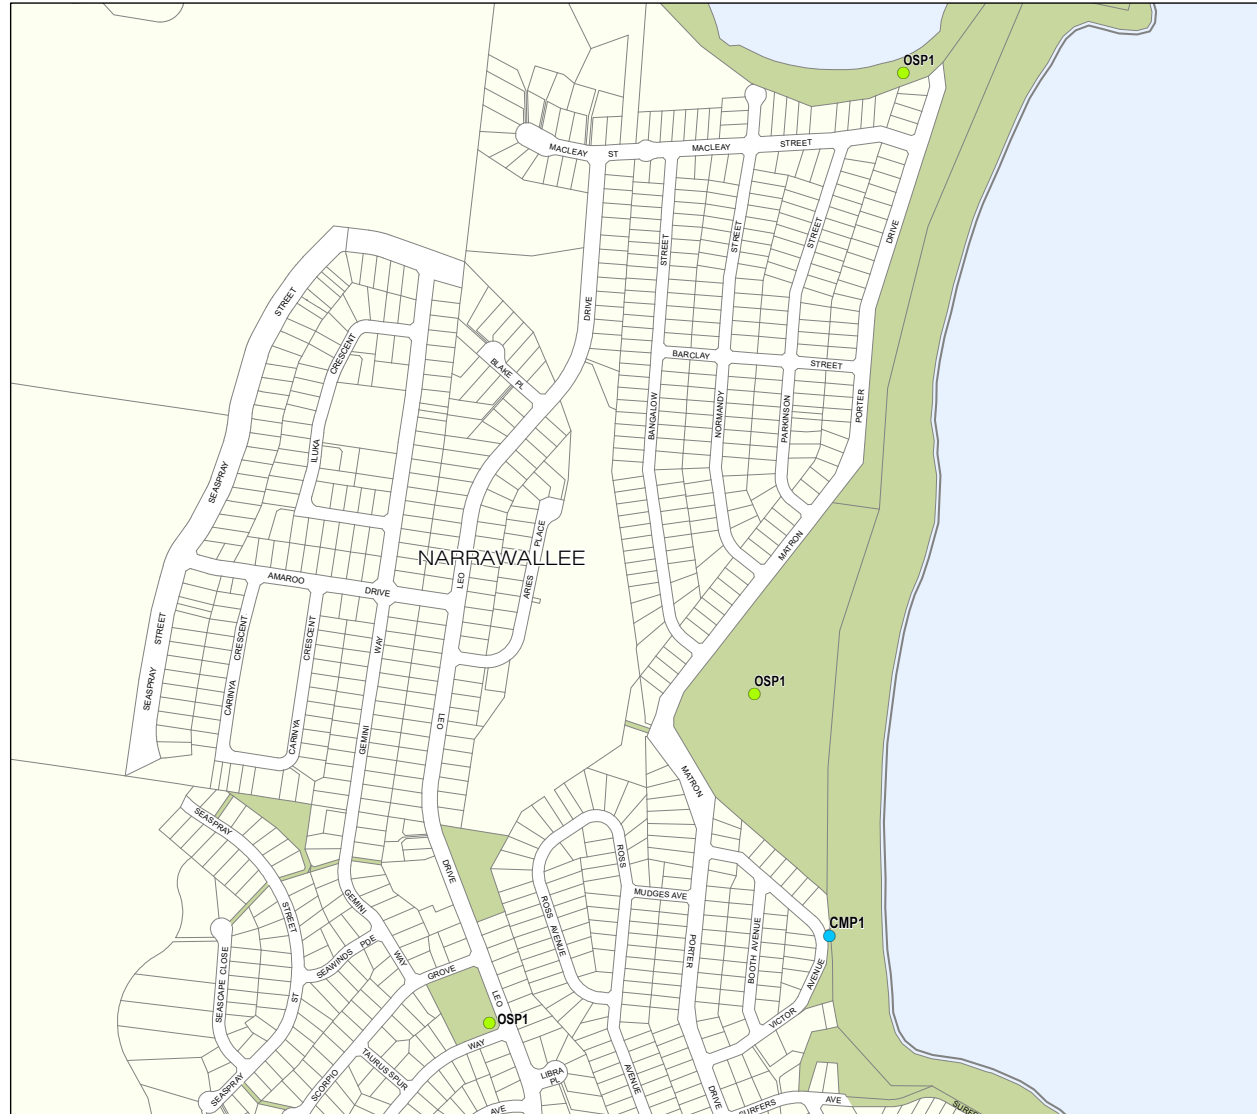 OSP1
MACLEAY
ST
MACLEAY
STREET
STREET
STREET
STREET
DRIVE
STREET
DRIVE
CRESCENT
BLAKE PL
BARCLAY
STREET
BANGALOW
NORMANDY
PARKINSON
PORTER
ILUKA
SEASPRAY
PLACE
MATRON
NARRAWALLEE
AMAROO
DRIVE
LEO
ARIES
STREET
CRESCENT
CRESCENT
WAY
SEASPRAY
CARINYA
CARINYA
GEMINI
LEO
OSP1
MATRON
SEASPRAY
ROSS
DRIVE
MUDGES AVE
GEMINI
STREET
ROSS AVENUE
CMP1
SEAWINDS PDE
WAY
PORTER
BOOTH AVENUE
AVENUE
GROVE
SEASCAPE CLOSE
ST
LEO
OSP1
VICTOR
WAY
TAURUS SPUR
LIBRA
PL
SEASPRAY
SCORPIO
AVENUE
DRIVE
AVE
SURFERS
AVE